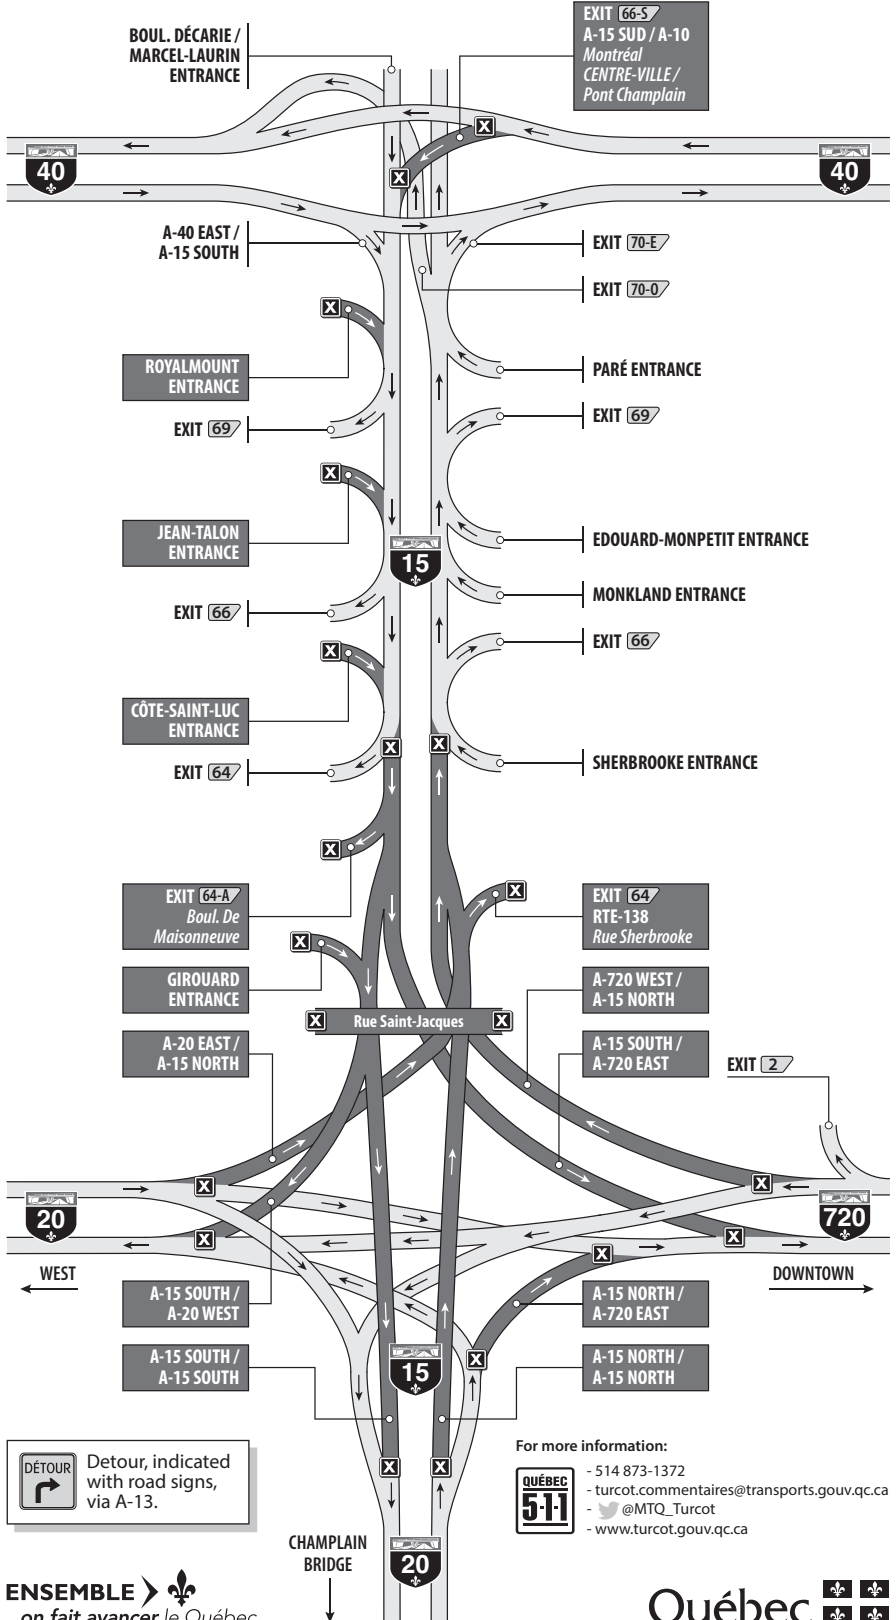 BOUL. DÉCARIE /
MARCEL-LAURIN
ENTRANCE
EXIT 66-S
A-15 SUD / A-10
Montréal
CENTRE-VILLE /
Pont Champlain
40
40
A-40 EAST /
A-15 SOUTH
EXIT 70-E
EXIT 70-O
X
X
X
ROYALMOUNT
ENTRANCE
PARÉ ENTRANCE
EXIT 69
EXIT 69
X
JEAN-TALON
ENTRANCE
15
EDOUARD-MONPETIT ENTRANCE
MONKLAND ENTRANCE
EXIT 66
EXIT 66
X
CÔTE-SAINT-LUC
ENTRANCE
X
X
EXIT 64
SHERBROOKE ENTRANCE
X
X
EXIT 64-A
Boul. De
Maisonneuve
EXIT 64
RTE-138
Rue Sherbrooke
X
GIROUARD
ENTRANCE
A-720 WEST /
A-15 NORTH
X
Rue Saint-Jacques
X
A-20 EAST /
A-15 NORTH
A-15 SOUTH /
A-720 EAST
EXIT 2
X
X
20
720
X
X
X
WEST
DOWNTOWN
A-15 SOUTH /
A-20 WEST
A-15 NORTH /
A-720 EAST
A-15 SOUTH /
A-15 SOUTH
15
X
A-15 NORTH /
A-15 NORTH
DÉTOUR
Detour, indicated
with road signs,
via A-13.
X
X
For more information:
QUÉBEC
511
- 514 873-1372
- turcot.commentaires@transports.gouv.qc.ca
- @MTQ_Turcot
- www.turcot.gouv.qc.ca
CHAMPLAIN
BRIDGE
20
ENSEMBLE
on fait avancer le Québec
Québec